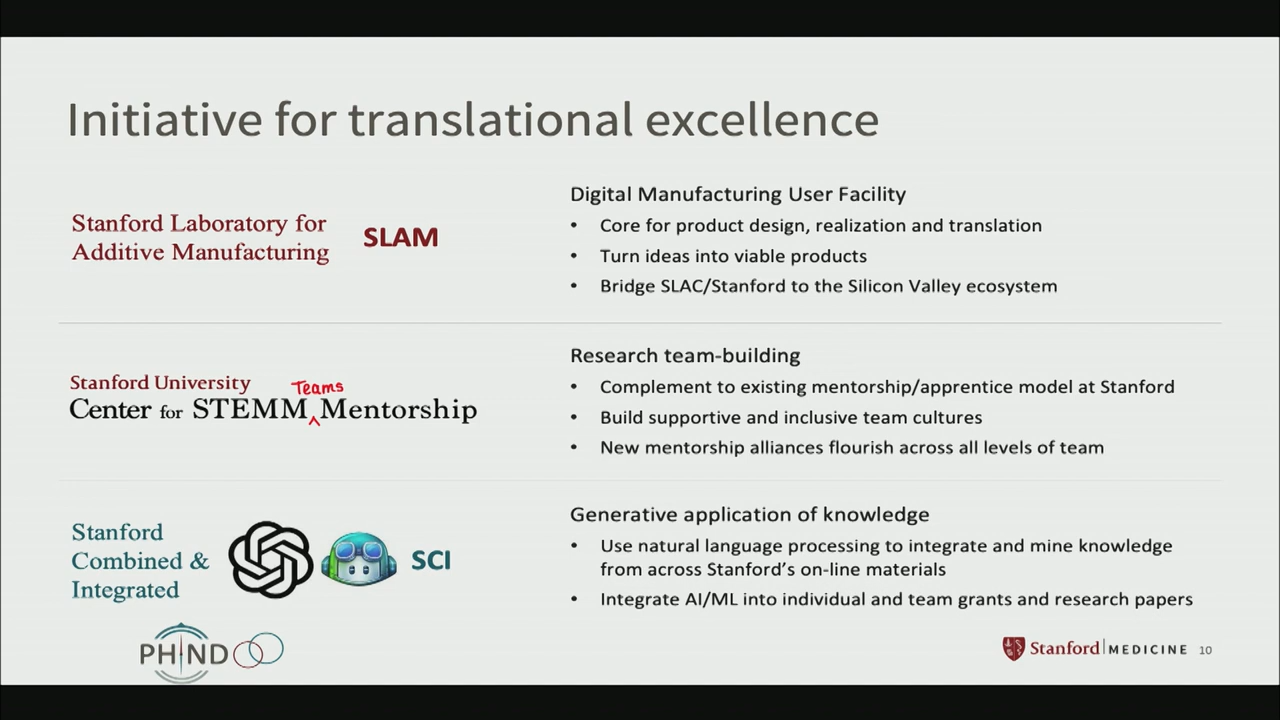 Initiative for translational excellence
Stanford Laboratory for
Additive Manufacturing
SLAM
Digital Manufacturing User Facility
• Core for product design, realization and translation
• Turn ideas into viable products
• Bridge SLAC/Stanford to the Silicon Valley ecosystem
Stanford University
Teams
Center for STEMM ^ Mentorship
Research team-building
• Complement to existing mentorship/apprentice model at Stanford
• Build supportive and inclusive team cultures
• New mentorship alliances flourish across all levels of team
Stanford
Combined &
Integrated
SCI
Generative application of knowledge
• Use natural language processing to integrate and mine knowledge
from across Stanford's on-line materials
• Integrate AI/ML into individual and team grants and research papers
PHIND
Stanford MEDICINE 10